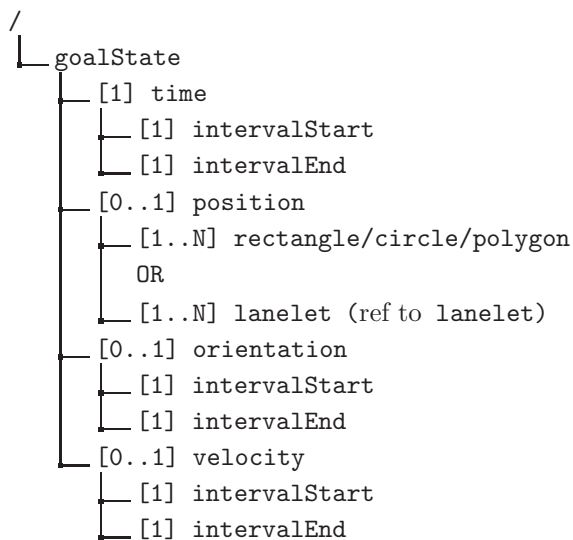 /
goalState
[1] time
[1] intervalStart
[1] intervalEnd
[0..1] position
[1..N] rectangle/circle/polygon
OR
[1..N] lanelet (ref to lanelet)
[0..1] orientation
[1] intervalStart
[1] intervalEnd
[0..1] velocity
[1] intervalStart
[1] intervalEnd